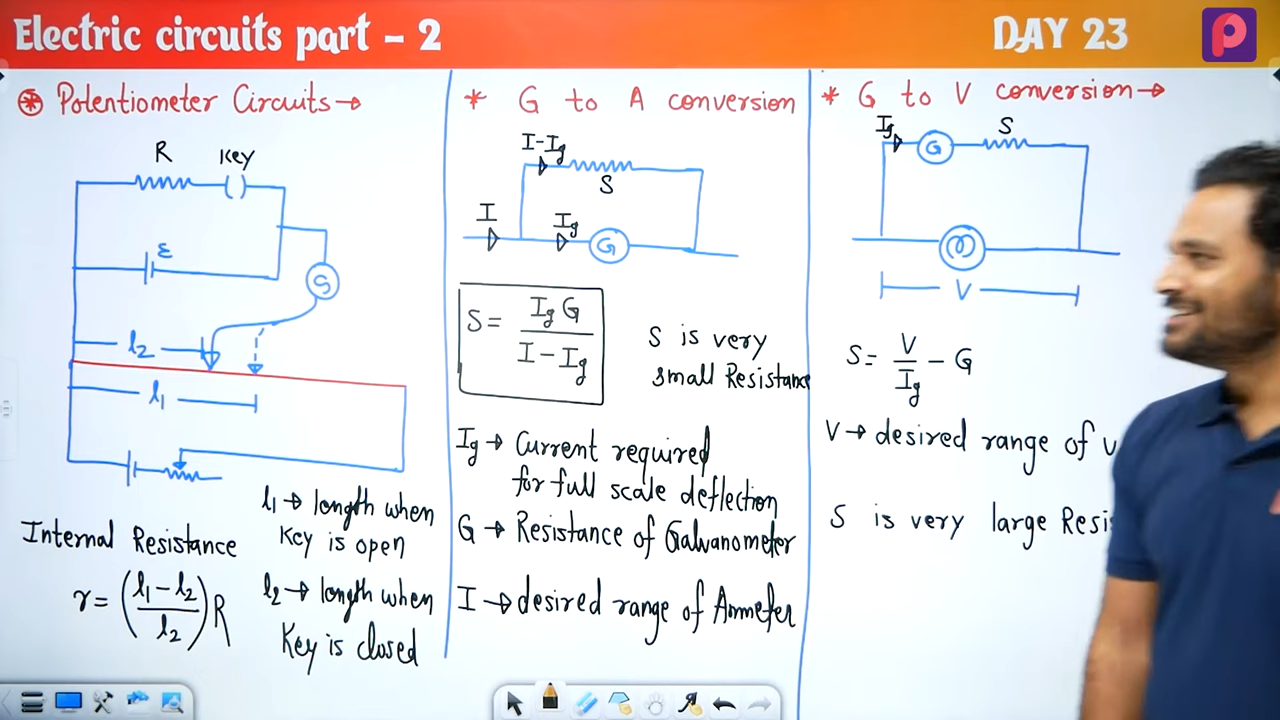 Electric circuits part - 2
DAY 23
Potentiometer Circuits→
R Key
ε
G
l₂
l₁
l₁ → length when
Key is open
Internal Resistance
r = ( l₁ - l₂ / l₂ ) R
l₂ → length when
Key is closed
* G to A conversion
I-Ig
S
I
Ig
G
S = Ig G / I - Ig
S is very
small Resistance
Ig → Current required
for full scale deflection
G → Resistance of Galvanometer
I → desired range of Ammeter
* G to V conversion→
Ig
G
S
V
S = V / Ig - G
V → desired range of
S is very large